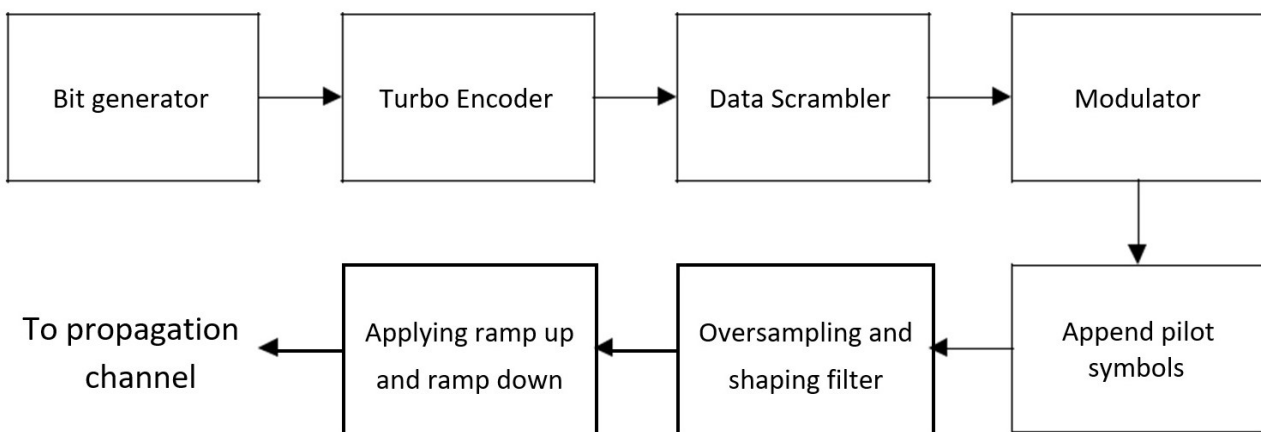 Bit generator
Turbo Encoder
Data Scrambler
Modulator
Append pilot
symbols
Oversampling and
shaping filter
Applying ramp up
and ramp down
To propagation
channel